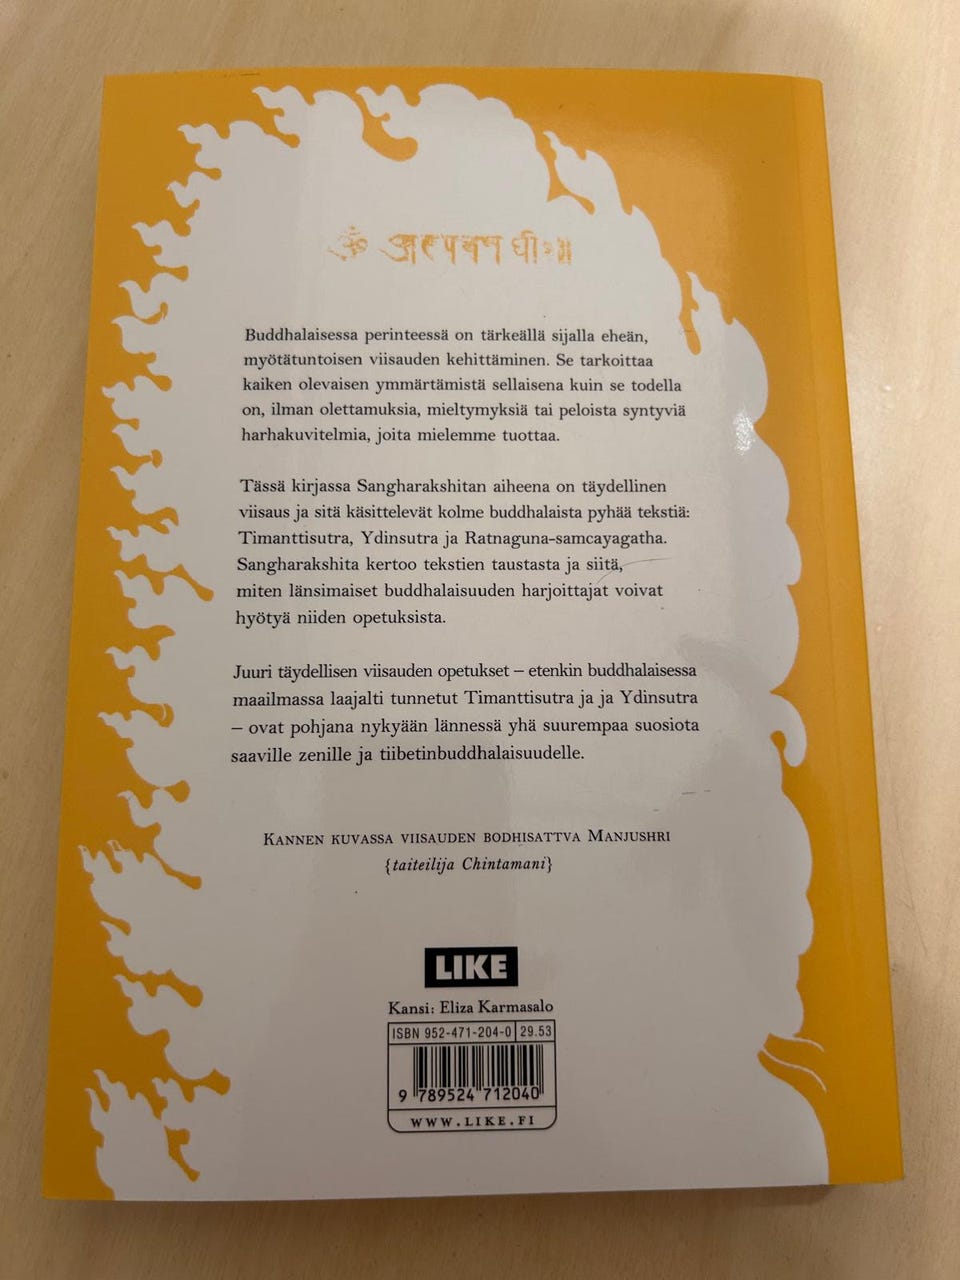 ॐ अ र प च न धीः॥
Buddhalaisessa perinteessä on tärkeällä sijalla eheän,
myötätuntoisen viisauden kehittäminen. Se tarkoittaa
kaiken olevaisen ymmärtämistä sellaisena kuin se todella
on, ilman olettamuksia, mieltymyksiä tai peloista syntyviä
harhakuvitelmia, joita mielemme tuottaa.
Tässä kirjassa Sangharakshitan aiheena on täydellinen
viisaus ja sitä käsittelevät kolme buddhalaista pyhää tekstiä:
Timanttisutra, Ydinsutra ja Ratnaguna-samcayagatha.
Sangharakshita kertoo tekstien taustasta ja siitä,
miten länsimaiset buddhalaisuuden harjoittajat voivat
hyötyä niiden opetuksista.
Juuri täydellisen viisauden opetukset – etenkin buddhalaisessa
maailmassa laajalti tunnetut Timanttisutra ja ja Ydinsutra
– ovat pohjana nykyään lännessä yhä suurempaa suosiota
saaville zenille ja tiibetinbuddhalaisuudelle.
Kannen kuvassa viisauden bodhisattva Manjushri
{taiteilija Chintamani}
LIKE
Kansi: Eliza Karmasalo
ISBN 952-471-204-0 29.53
9 789524 712040
WWW.LIKE.FI